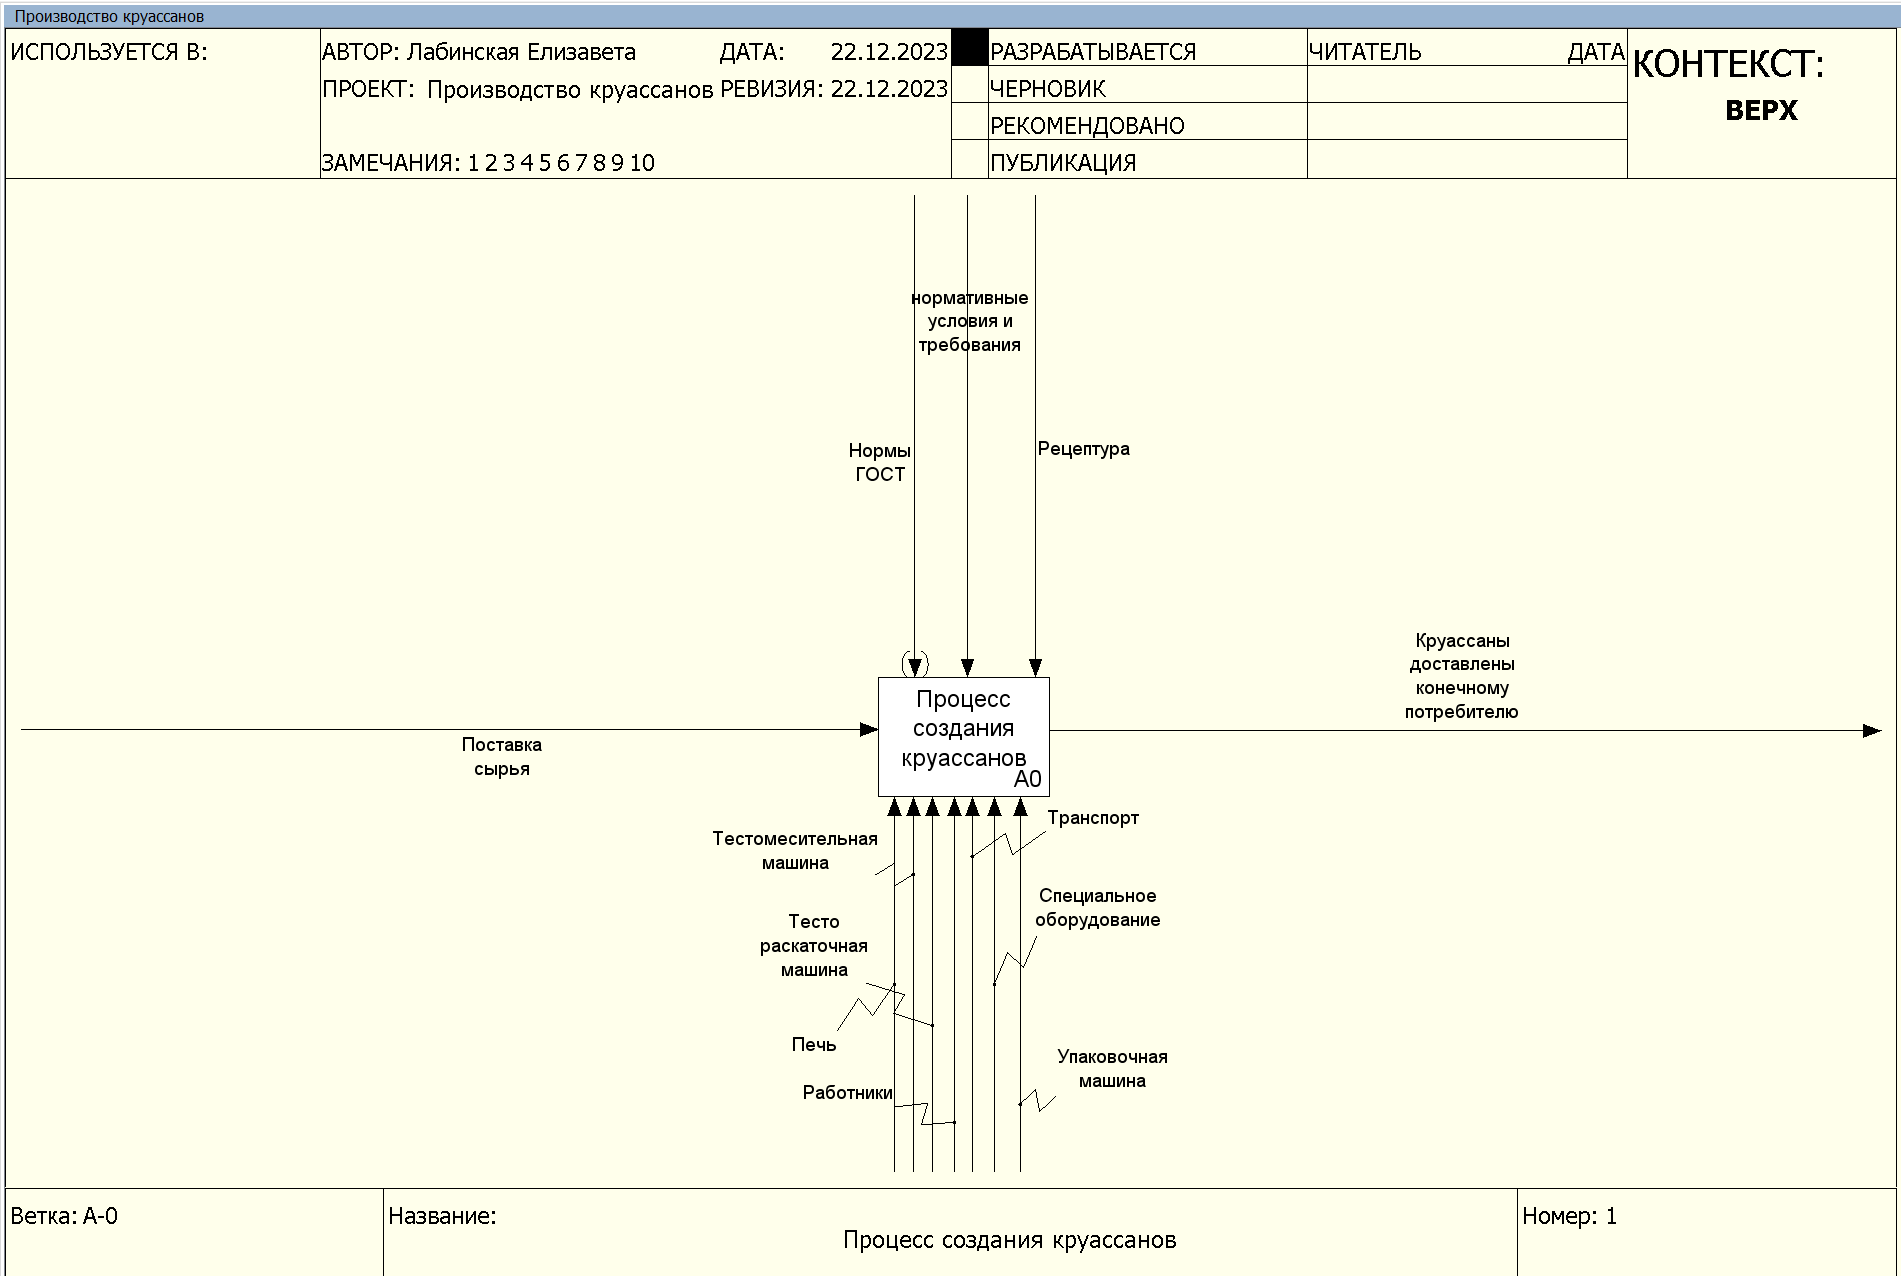 Производство круассанов
ИСПОЛЬЗУЕТСЯ В:
АВТОР: Лабинская Елизавета
ДАТА: 22.12.2023
ПРОЕКТ: Производство круассанов
РЕВИЗИЯ: 22.12.2023
ЗАМЕЧАНИЯ: 1 2 3 4 5 6 7 8 9 10
РАЗРАБАТЫВАЕТСЯ
ЧЕРНОВИК
РЕКОМЕНДОВАНО
ПУБЛИКАЦИЯ
ЧИТАТЕЛЬ
ДАТА
КОНТЕКСТ:
ВЕРХ
нормативные
условия и
требования
Нормы
ГОСТ
Рецептура
Круассаны
доставлены
конечному
потребителю
Процесс
создания
круассанов
A0
Поставка
сырья
Тестомесительная
машина
Транспорт
Тесто
раскаточная
машина
Специальное
оборудование
Печь
Работники
Упаковочная
машина
Ветка: A-0
Название:
Процесс создания круассанов
Номер: 1